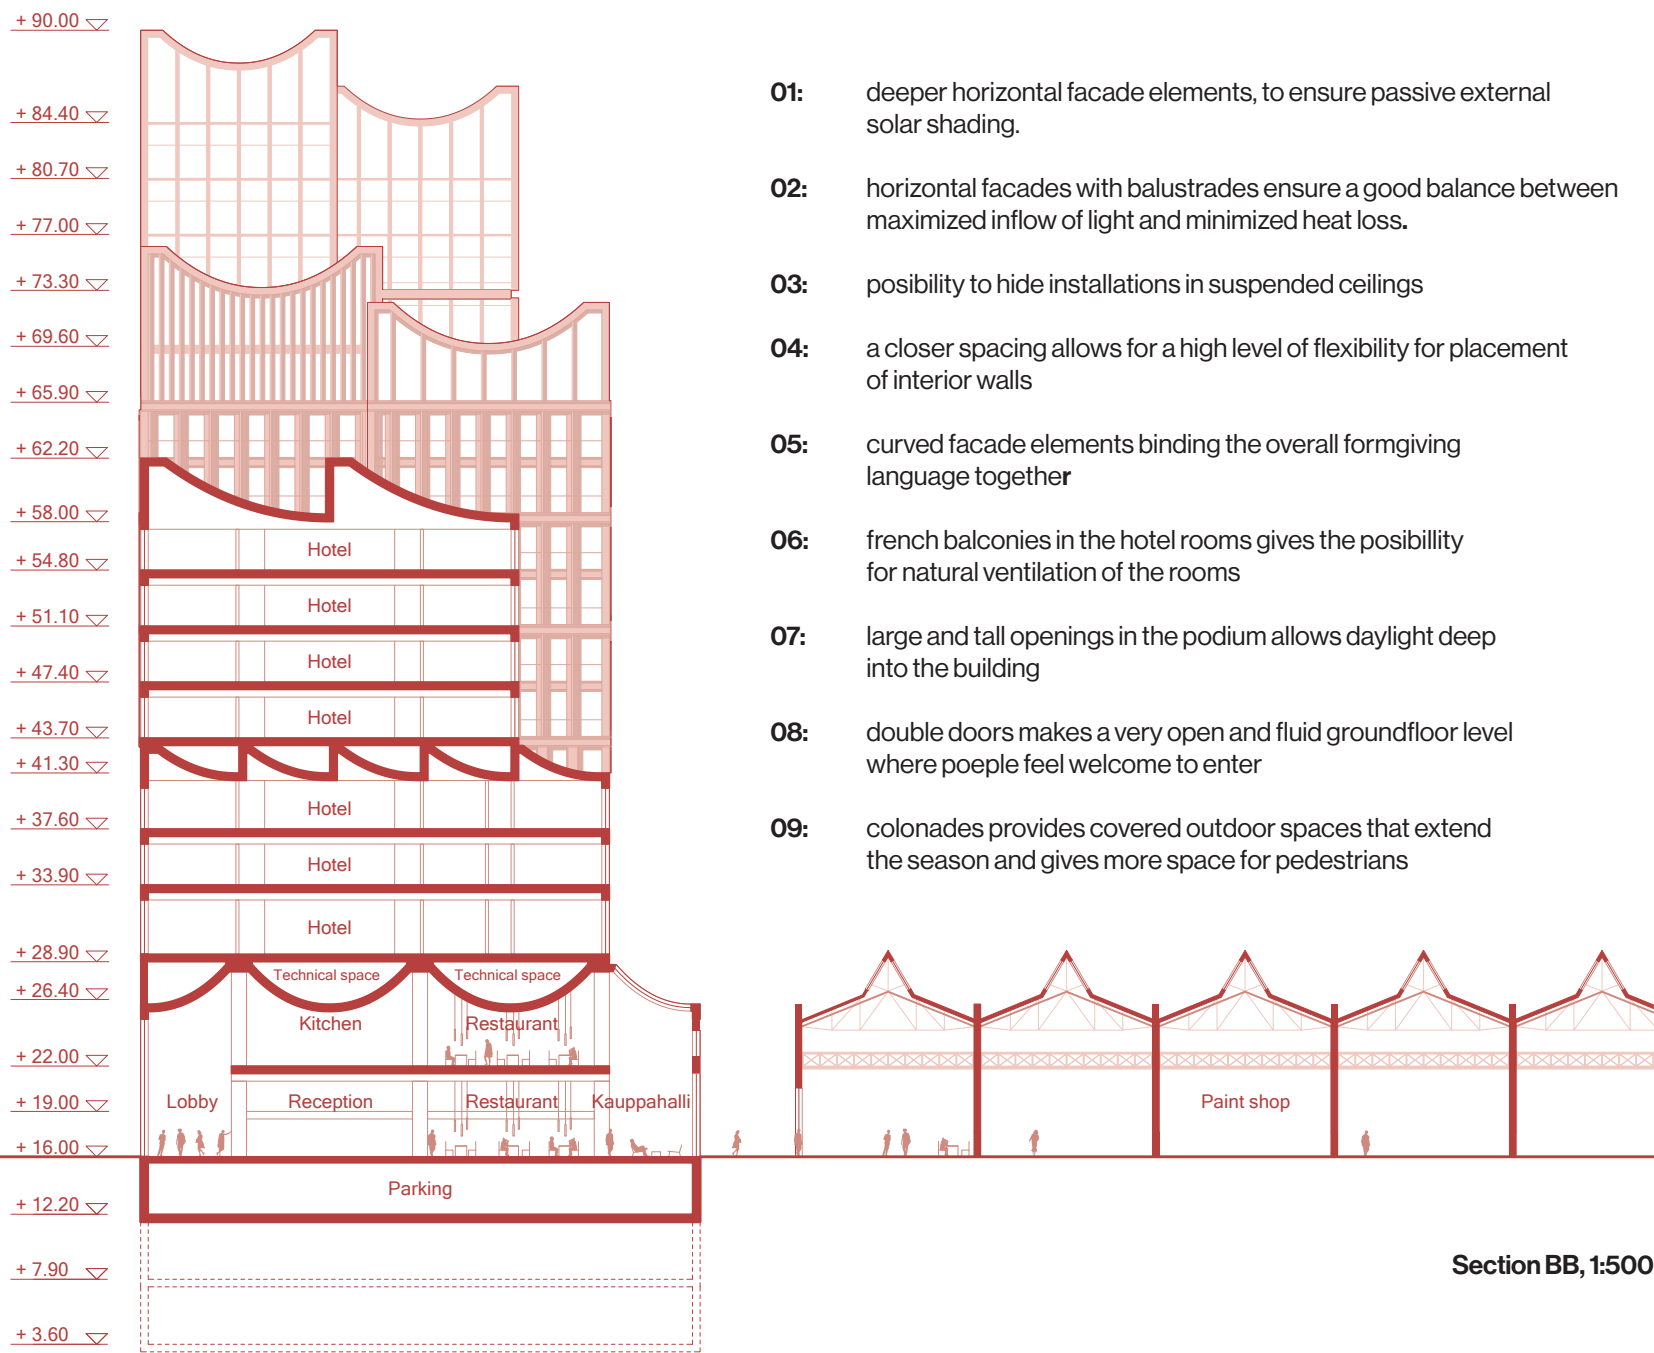 + 90.00
+ 84.40
+ 80.70
+ 77.00
+ 73.30
+ 69.60
+ 65.90
+ 62.20
+ 58.00
+ 54.80
+ 51.10
+ 47.40
+ 43.70
+ 41.30
+ 37.60
+ 33.90
+ 28.90
+ 26.40
+ 22.00
+ 19.00
+ 16.00
+ 12.20
+ 7.90
+ 3.60
Hotel
Hotel
Hotel
Hotel
Hotel
Hotel
Hotel
Technical space
Technical space
Kitchen
Restaurant
Lobby
Reception
Restaurant
Kauppahalli
Parking
Paint shop
01: deeper horizontal facade elements, to ensure passive external
solar shading.
02: horizontal facades with balustrades ensure a good balance between
maximized inflow of light and minimized heat loss.
03: posibility to hide installations in suspended ceilings
04: a closer spacing allows for a high level of flexibility for placement
of interior walls
05: curved facade elements binding the overall formgiving
language together
06: french balconies in the hotel rooms gives the posibillity
for natural ventilation of the rooms
07: large and tall openings in the podium allows daylight deep
into the building
08: double doors makes a very open and fluid groundfloor level
where poeple feel welcome to enter
09: colonades provides covered outdoor spaces that extend
the season and gives more space for pedestrians
Section BB, 1:500